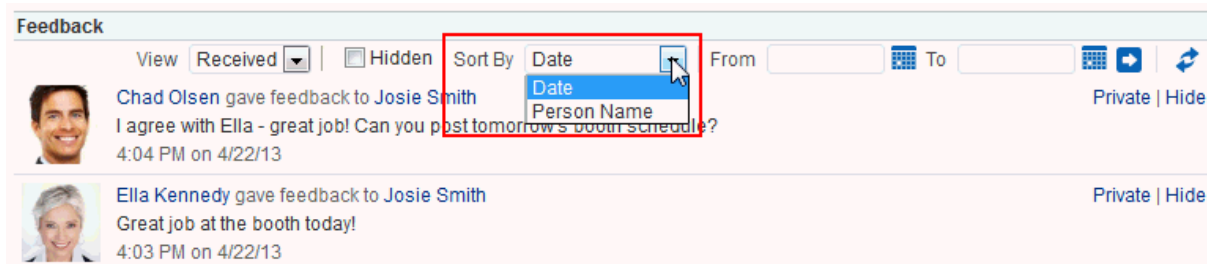 Feedback
View Received Hidden Sort By Date From To
Date
Person Name
Chad Olsen gave feedback to Josie Smith Private | Hide
I agree with Ella - great job! Can you post tomorrow's booth schedule?
4:04 PM on 4/22/13
Ella Kennedy gave feedback to Josie Smith Private | Hide
Great job at the booth today!
4:03 PM on 4/22/13